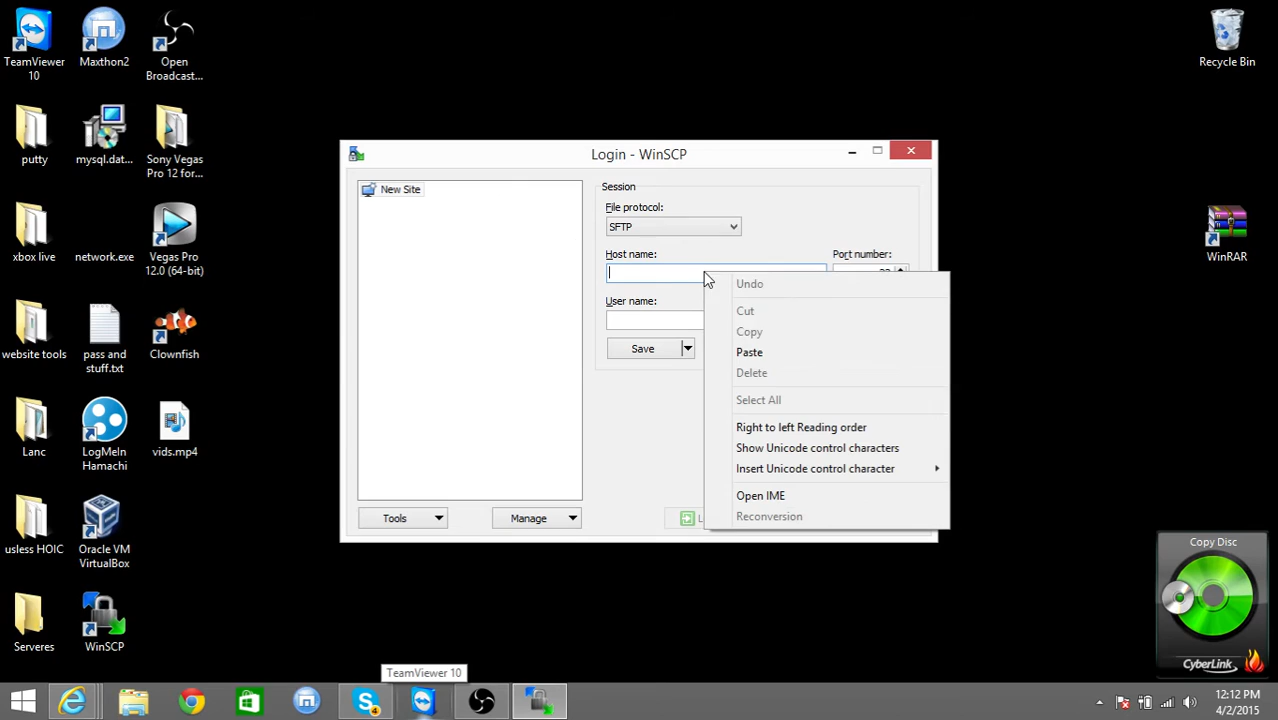 TeamViewer
10
Maxthon2
Open
Broadcast...
Recycle Bin
putty
mysql.dat...
Sony Vegas
Pro 12 for...
xbox live
network.exe
Vegas Pro
12.0 (64-bit)
WinRAR
website tools
pass and
stuff.txt
Clownfish
Lanc
LogMeIn
Hamachi
vids.mp4
usless HOIC
Oracle VM
VirtualBox
Serveres
WinSCP
Login - WinSCP
New Site
Session
File protocol:
SFTP
Host name:
Port number:
User name:
Save
Tools
Manage
Undo
Cut
Copy
Paste
Delete
Select All
Right to left Reading order
Show Unicode control characters
Insert Unicode control character
Open IME
Reconversion
Copy Disc
CyberLink
TeamViewer 10
4
12:12 PM
4/2/2015